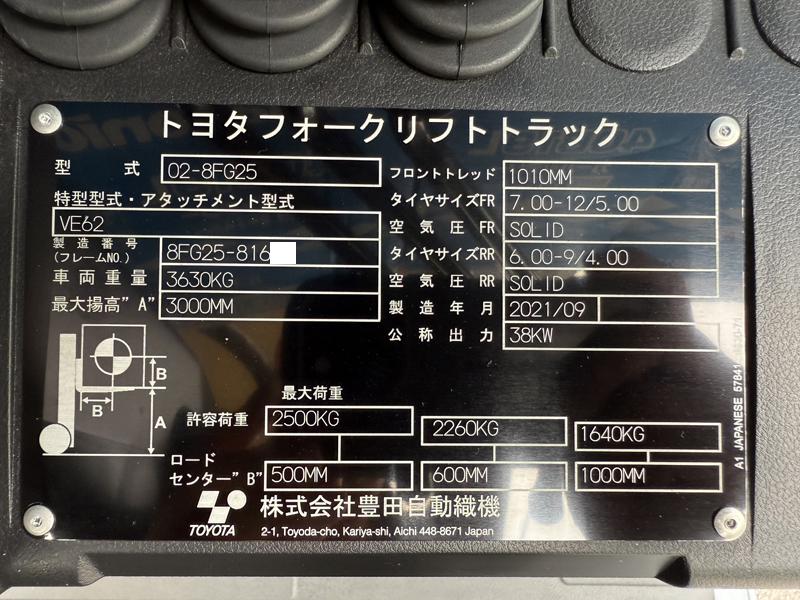 トヨタフォークリフトトラック
型式 02-8FG25
特型型式・アタッチメント型式
VE62
製造番号 (フレームNO.) 8FG25-816
車両重量 3630KG
最大揚高"A" 3000MM
フロントトレッド 1010MM
タイヤサイズFR 7.00-12/5.00
空気圧 FR SOLID
タイヤサイズRR 6.00-9/4.00
空気圧 RR SOLID
製造年月 2021/09
公称出力 38KW
B
B
A
最大荷重
許容荷重 2500KG 2260KG 1640KG
ロードセンター"B" 500MM 600MM 1000MM
TOYOTA
株式会社豊田自動織機
2-1, Toyoda-cho, Kariya-shi, Aichi 448-8671 Japan
A1 JAPANESE 57841